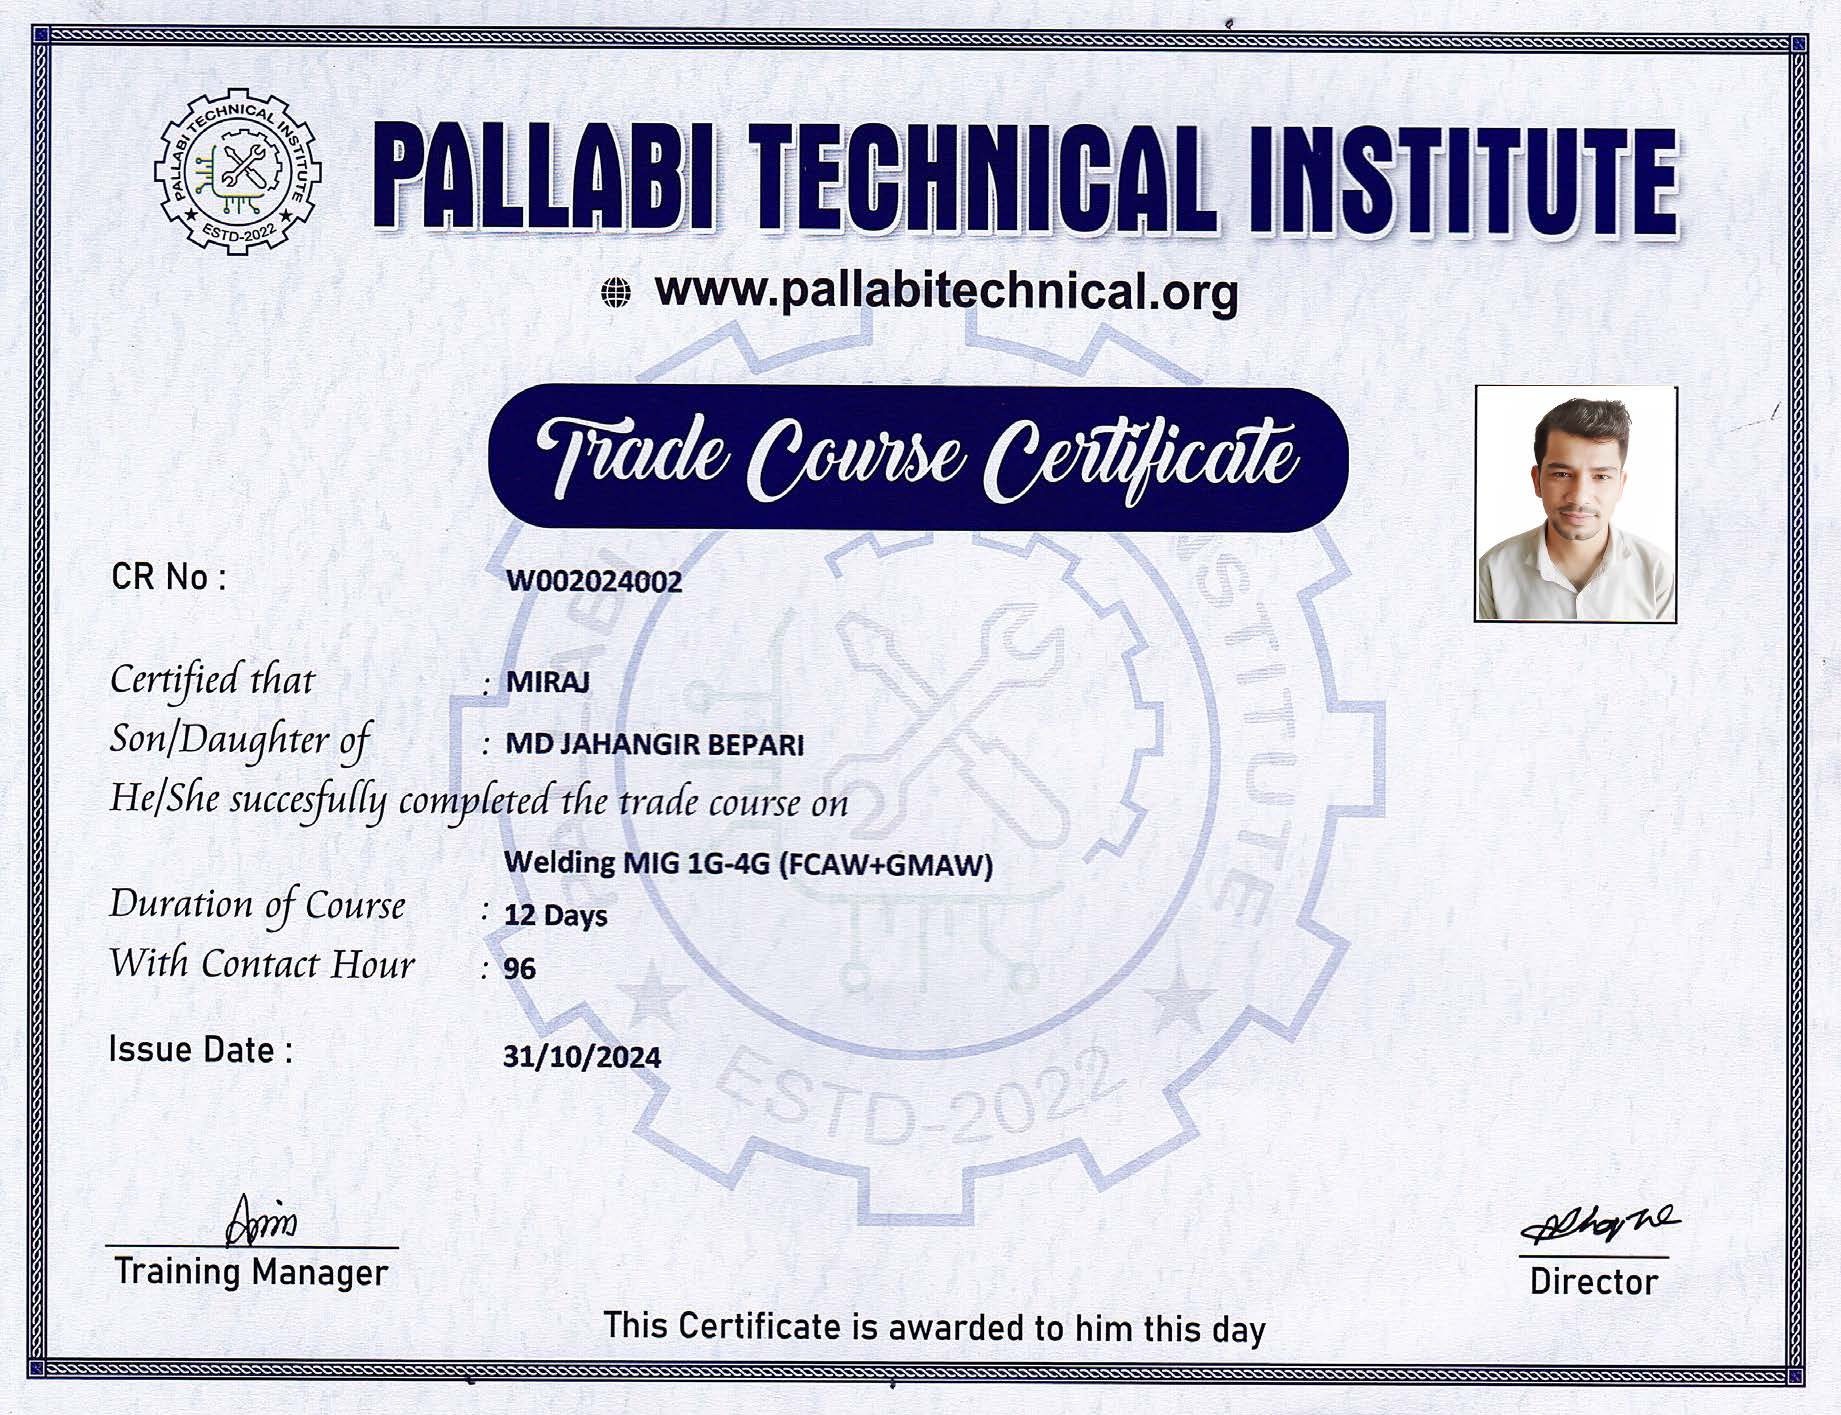 PALLABI TECHNICAL INSTITUTE
ESTD-2022
PALLABI TECHNICAL INSTITUTE
www.pallabitechnical.org
Trade Course Certificate
CR No : W002024002
Certified that : MIRAJ
Son/Daughter of : MD JAHANGIR BEPARI
He/She succesfully completed the trade course on
Welding MIG 1G-4G (FCAW+GMAW)
Duration of Course : 12 Days
With Contact Hour : 96
Issue Date : 31/10/2024
ESTD-2022
Training Manager
Director
This Certificate is awarded to him this day